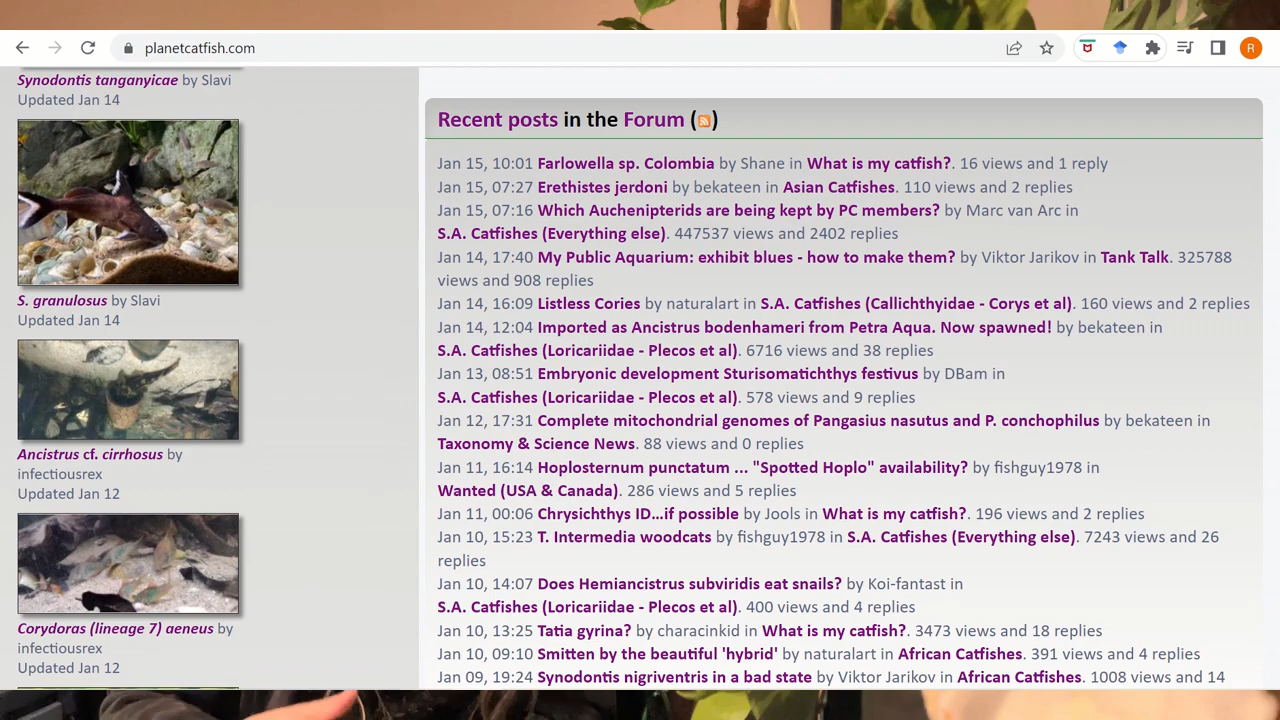 planetcatfish.com
R
Synodontis tanganyicae by Slavi
Updated Jan 14
S. granulosus by Slavi
Updated Jan 14
Ancistrus cf. cirrhosus by
infectiousrex
Updated Jan 12
Corydoras (lineage 7) aeneus by
infectiousrex
Updated Jan 12
Recent posts in the Forum ( )
Jan 15, 10:01 Farlowella sp. Colombia by Shane in What is my catfish?. 16 views and 1 reply
Jan 15, 07:27 Erethistes jerdoni by bekateen in Asian Catfishes. 110 views and 2 replies
Jan 15, 07:16 Which Auchenipterids are being kept by PC members? by Marc van Arc in
S.A. Catfishes (Everything else). 447537 views and 2402 replies
Jan 14, 17:40 My Public Aquarium: exhibit blues - how to make them? by Viktor Jarikov in Tank Talk. 325788
views and 908 replies
Jan 14, 16:09 Listless Cories by naturalart in S.A. Catfishes (Callichthyidae - Corys et al). 160 views and 2 replies
Jan 14, 12:04 Imported as Ancistrus bodenhameri from Petra Aqua. Now spawned! by bekateen in
S.A. Catfishes (Loricariidae - Plecos et al). 6716 views and 38 replies
Jan 13, 08:51 Embryonic development Sturisomatichthys festivus by DBam in
S.A. Catfishes (Loricariidae - Plecos et al). 578 views and 9 replies
Jan 12, 17:31 Complete mitochondrial genomes of Pangasius nasutus and P. conchophilus by bekateen in
Taxonomy & Science News. 88 views and 0 replies
Jan 11, 16:14 Hoplosternum punctatum ... "Spotted Hoplo" availability? by fishguy1978 in
Wanted (USA & Canada). 286 views and 5 replies
Jan 11, 00:06 Chrysichthys ID...if possible by Jools in What is my catfish?. 196 views and 2 replies
Jan 10, 15:23 T. Intermedia woodcats by fishguy1978 in S.A. Catfishes (Everything else). 7243 views and 26
replies
Jan 10, 14:07 Does Hemiancistrus subviridis eat snails? by Koi-fantast in
S.A. Catfishes (Loricariidae - Plecos et al). 400 views and 4 replies
Jan 10, 13:25 Tatia gyrina? by characinkid in What is my catfish?. 3473 views and 18 replies
Jan 10, 09:10 Smitten by the beautiful 'hybrid' by naturalart in African Catfishes. 391 views and 4 replies
Jan 09, 19:24 Synodontis nigriventris in a bad state by Viktor Jarikov in African Catfishes. 1008 views and 14